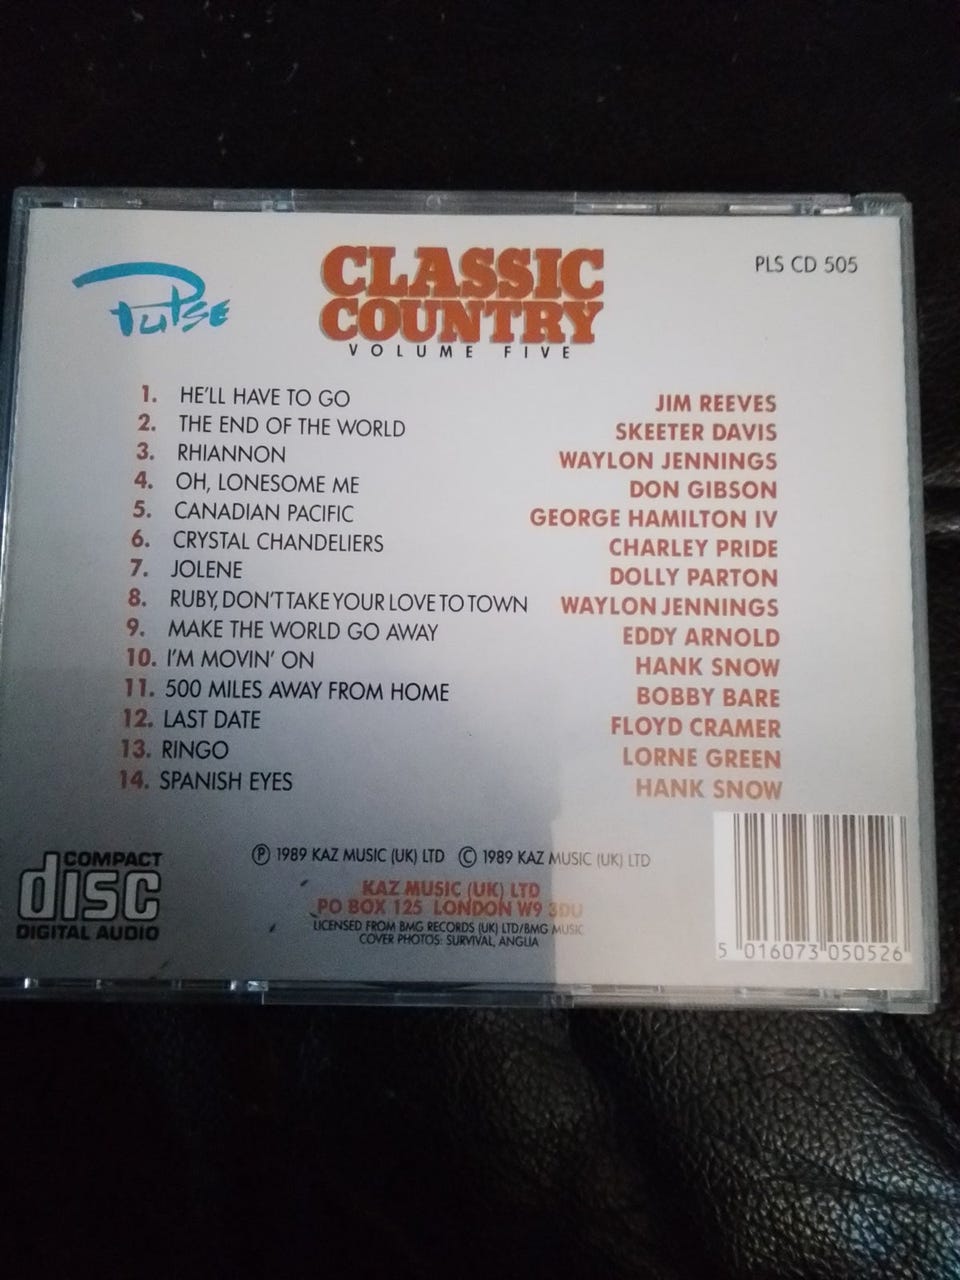 Pulse
CLASSIC
COUNTRY
VOLUME FIVE
PLS CD 505
1. HE'LL HAVE TO GO JIM REEVES
2. THE END OF THE WORLD SKEETER DAVIS
3. RHIANNON WAYLON JENNINGS
4. OH, LONESOME ME DON GIBSON
5. CANADIAN PACIFIC GEORGE HAMILTON IV
6. CRYSTAL CHANDELIERS CHARLEY PRIDE
7. JOLENE DOLLY PARTON
8. RUBY, DON'T TAKE YOUR LOVE TO TOWN WAYLON JENNINGS
9. MAKE THE WORLD GO AWAY EDDY ARNOLD
10. I'M MOVIN' ON HANK SNOW
11. 500 MILES AWAY FROM HOME BOBBY BARE
12. LAST DATE FLOYD CRAMER
13. RINGO LORNE GREEN
14. SPANISH EYES HANK SNOW
Ⓟ 1989 KAZ MUSIC (UK) LTD © 1989 KAZ MUSIC (UK) LTD
KAZ MUSIC (UK) LTD
PO BOX 125 LONDON W9 3DU
LICENSED FROM BMG RECORDS (UK) LTD/BMG MUSIC
COVER PHOTOS: SURVIVAL, ANGLIA
COMPACT
disc
DIGITAL AUDIO
5 016073 050526